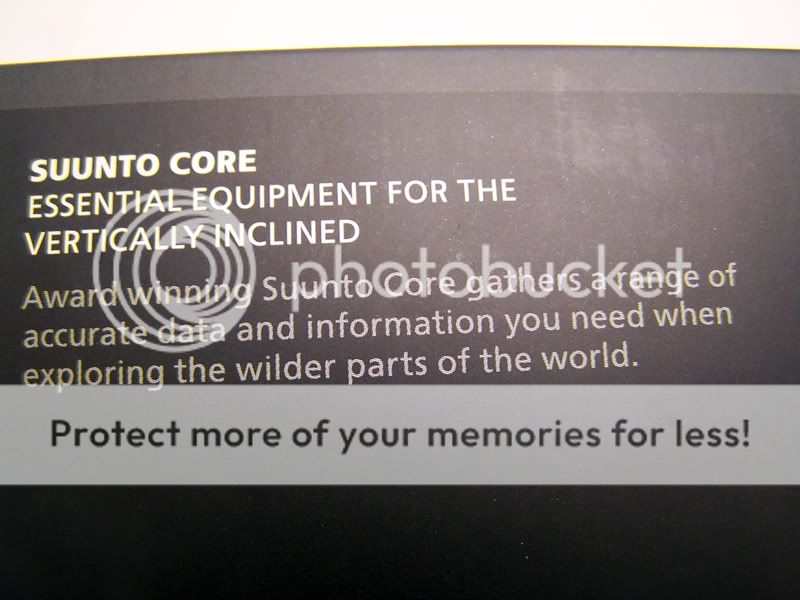 SUUNTO CORE
ESSENTIAL EQUIPMENT FOR THE
VERTICALLY INCLINED
Award winning Suunto Core gathers a range of
accurate data and information you need when
exploring the wilder parts of the world.
photobucket
Protect more of your memories for less!